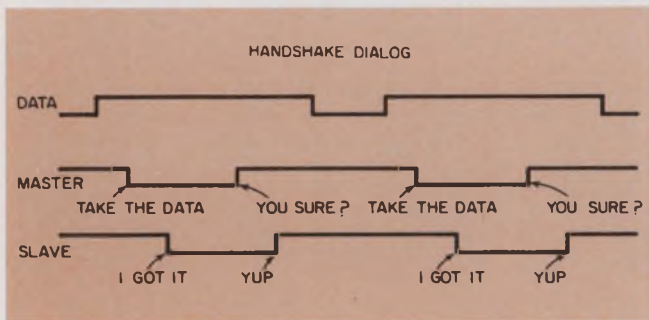 HANDSHAKE DIALOG
DATA
MASTER
TAKE THE DATA YOU SURE? TAKE THE DATA YOU SURE?
SLAVE
I GOT IT YUP I GOT IT YUP